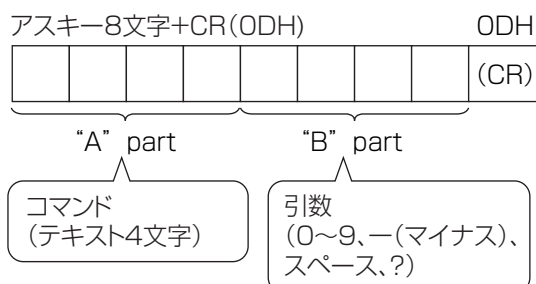 アスキー8文字+CR(0DH)
0DH
(CR)
“A” part
“B” part
コマンド
(テキスト4文字)
引数
(0~9、ー(マイナス)、
スペース、?)